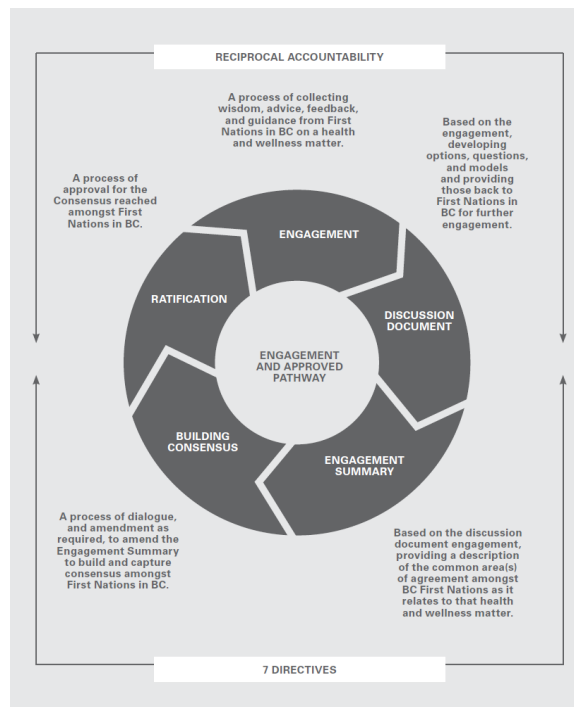 RECIPROCAL ACCOUNTABILITY
A process of collecting
wisdom, advice, feedback,
and guidance from First
Nations in BC on a health
and wellness matter.
Based on the
engagement,
developing
options, questions,
and models
and providing
those back to
First Nations in
BC for further
engagement.
A process of
approval for the
Consensus reached
amongst First
Nations in BC.
ENGAGEMENT
RATIFICATION
DISCUSSION
DOCUMENT
ENGAGEMENT
AND APPROVED
PATHWAY
BUILDING
CONSENSUS
ENGAGEMENT
SUMMARY
A process of dialogue,
and amendment as
required, to amend the
Engagement Summary
to build and capture
consensus amongst
First Nations in BC.
Based on the discussion
document engagement,
providing a description
of the common area(s)
of agreement amongst
BC First Nations as it
relates to that health
and wellness matter.
7 DIRECTIVES